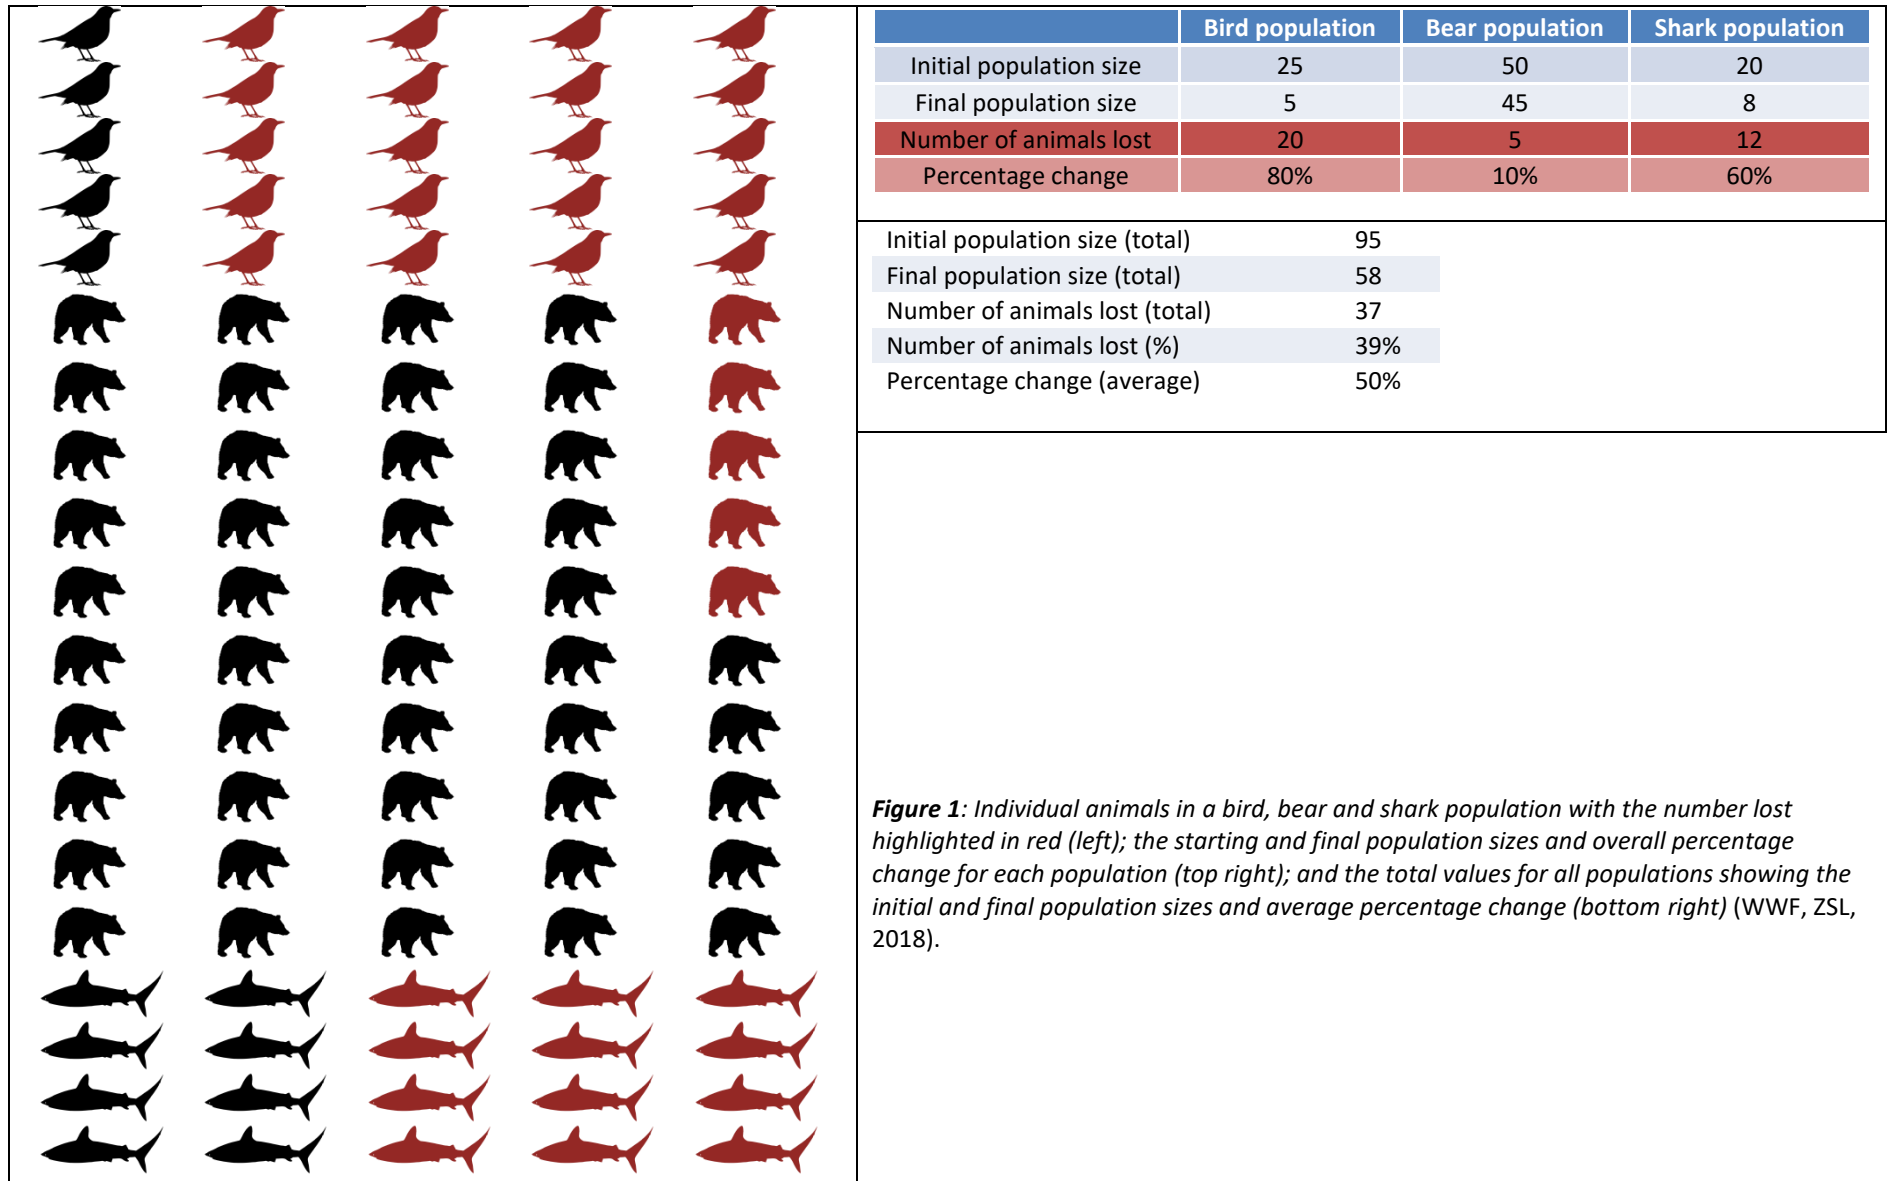 Bird population Bear population Shark population
Initial population size 25 50 20
Final population size 5 45 8
Number of animals lost 20 5 12
Percentage change 80% 10% 60%
Initial population size (total) 95
Final population size (total) 58
Number of animals lost (total) 37
Number of animals lost (%) 39%
Percentage change (average) 50%
Figure 1: Individual animals in a bird, bear and shark population with the number lost
highlighted in red (left); the starting and final population sizes and overall percentage
change for each population (top right); and the total values for all populations showing the
initial and final population sizes and average percentage change (bottom right) (WWF, ZSL,
2018).